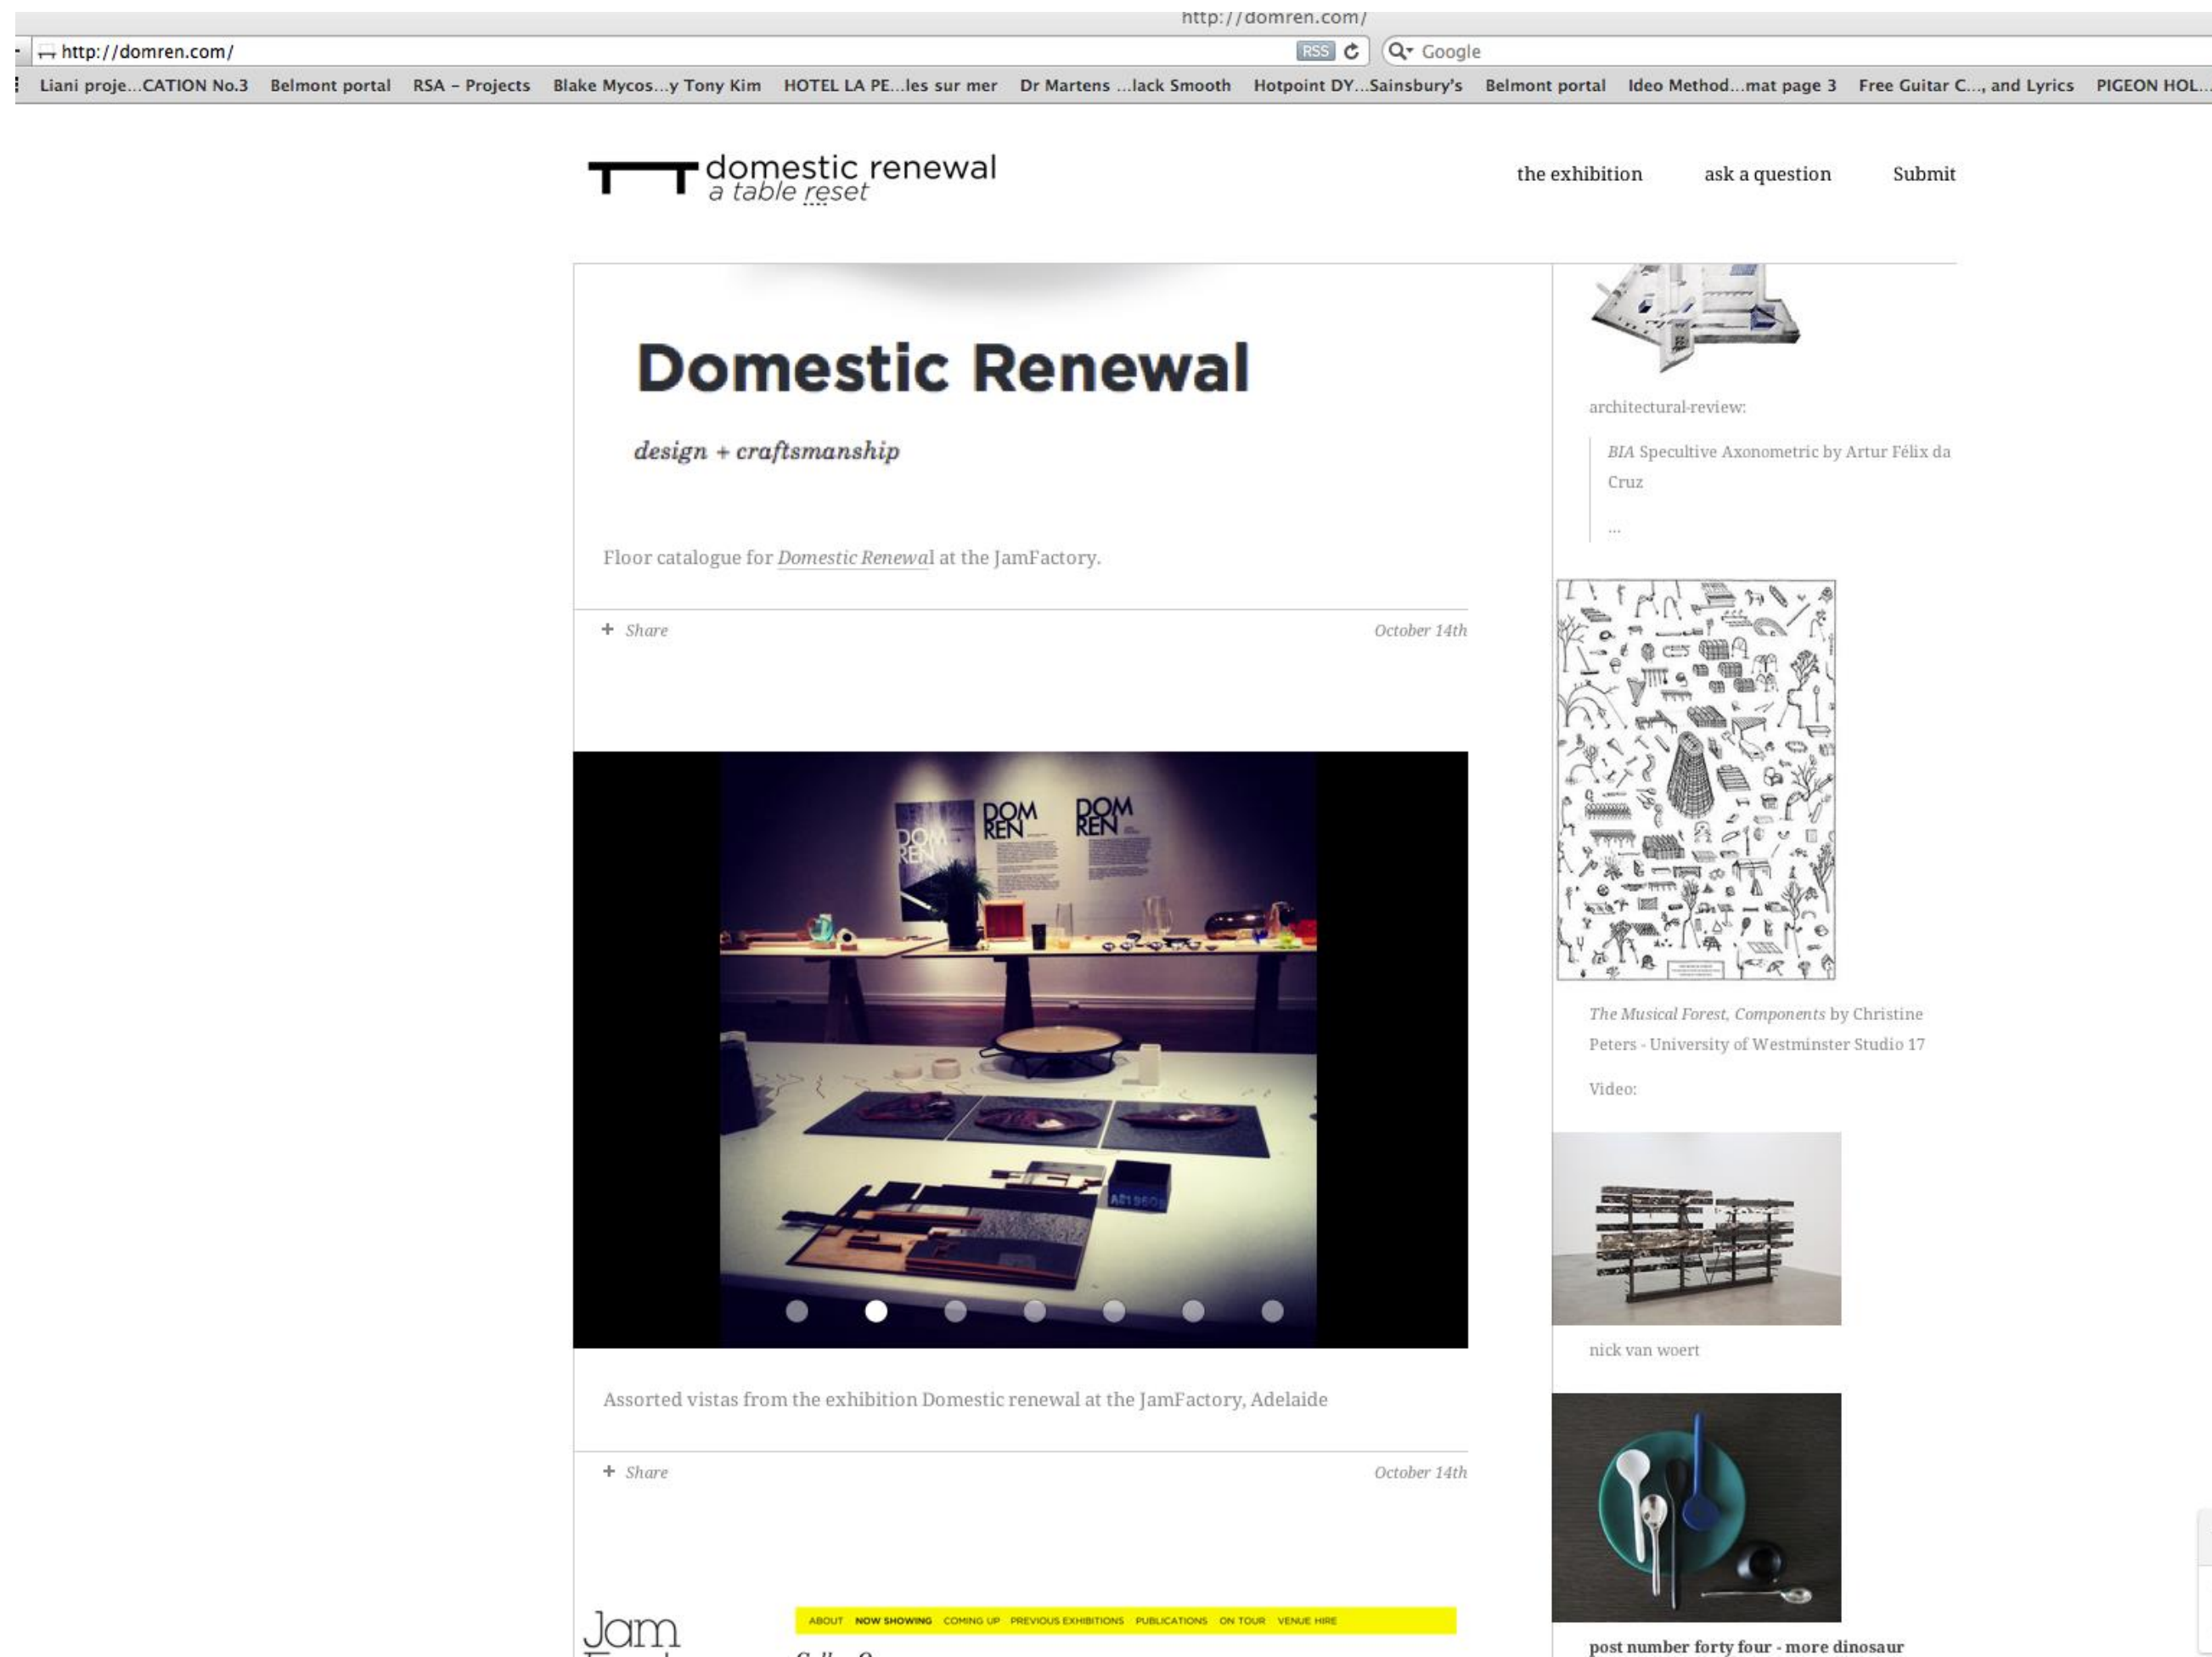 http://domren.com/
http://domren.com/
RSS
Google
Liani proje...CATION No.3 Belmont portal RSA – Projects Blake Mycos...y Tony Kim HOTEL LA PE...les sur mer Dr Martens ...lack Smooth Hotpoint DY...Sainsbury's Belmont portal Ideo Method...mat page 3 Free Guitar C..., and Lyrics PIGEON HOL...
domestic renewal
a table reset
the exhibition ask a question Submit
Domestic Renewal
design + craftsmanship
Floor catalogue for Domestic Renewal at the JamFactory.
+ Share October 14th
DOM
REN
DOM
REN
DOM
REN
Assorted vistas from the exhibition Domestic renewal at the JamFactory, Adelaide
+ Share October 14th
Jam
ABOUT NOW SHOWING COMING UP PREVIOUS EXHIBITIONS PUBLICATIONS ON TOUR VENUE HIRE
architectural-review:
BIA Specultive Axonometric by Artur Félix da
Cruz
...
The Musical Forest, Components by Christine
Peters - University of Westminster Studio 17
Video:
nick van woert
post number forty four - more dinosaur